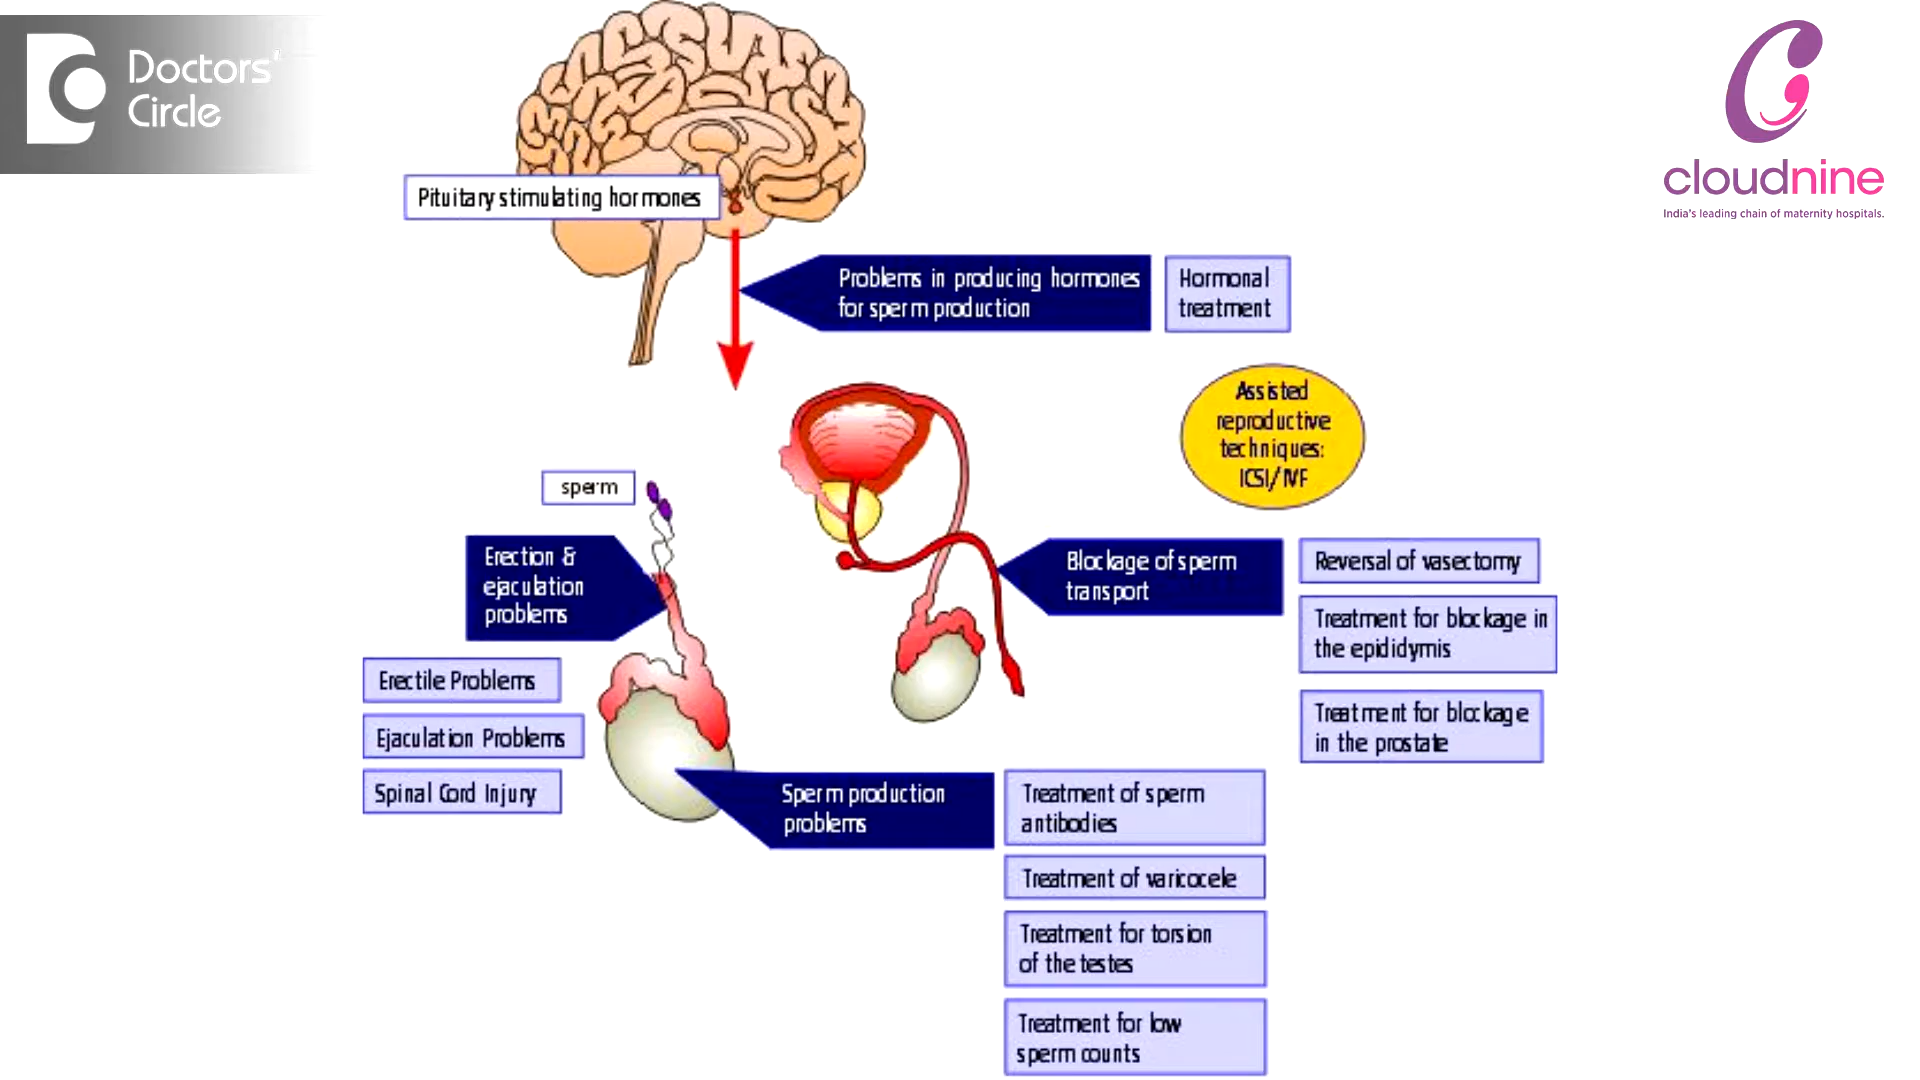 Doctors'
Circle
cloudnine
India's leading chain of maternity hospitals.
Pituitary stimulating hormones
Problems in producing hormones
for sperm production
Hormonal
treatment
Assisted
reproductive
techniques:
ICSI/IVF
sperm
Erection &
ejaculation
problems
Blockage of sperm
transport
Reversal of vasectomy
Treatment for blockage in
the epididymis
Treatment for blockage
in the prostate
Erectile Problems
Ejaculation Problems
Spinal Cord Injury
Sperm production
problems
Treatment of sperm
antibodies
Treatment of varicocele
Treatment for torsion
of the testes
Treatment for low
sperm counts